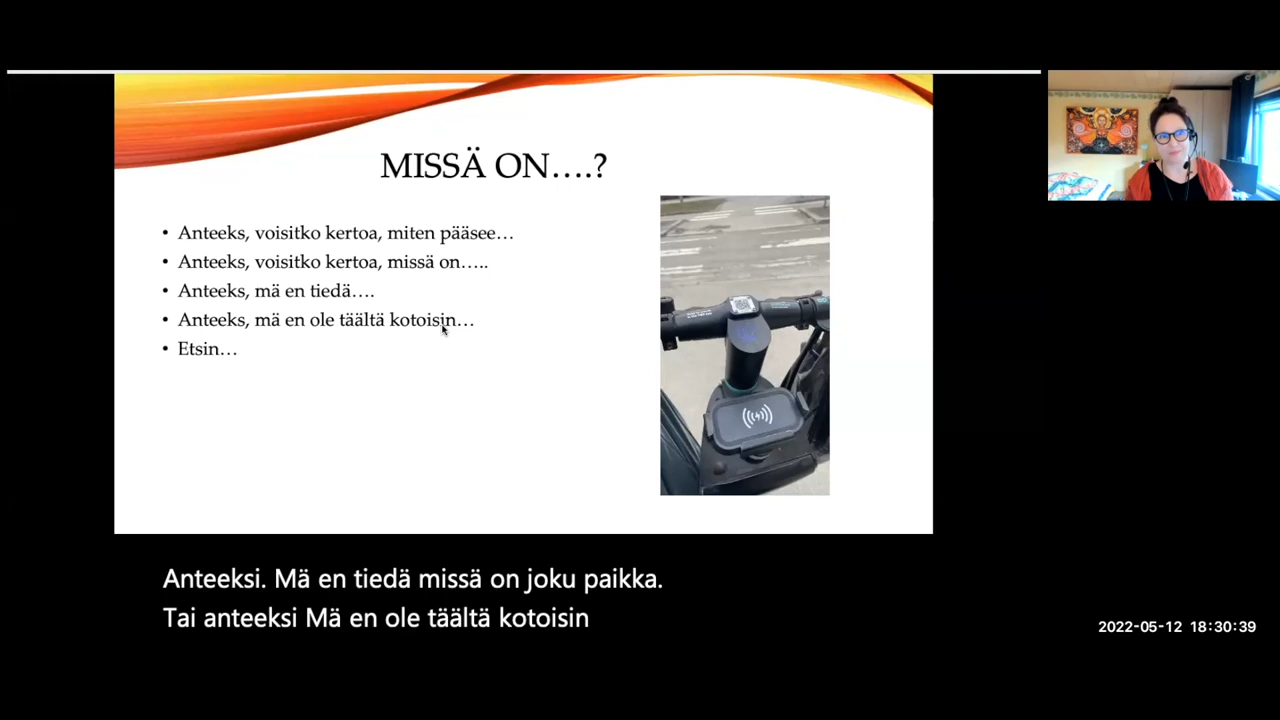 MISSÄ ON….?
• Anteeks, voisitko kertoa, miten pääsee…
• Anteeks, voisitko kertoa, missä on…..
• Anteeks, mä en tiedä….
• Anteeks, mä en ole täältä kotoisin…
• Etsin…
Anteeksi. Mä en tiedä missä on joku paikka.
Tai anteeksi Mä en ole täältä kotoisin
2022-05-12 18:30:39